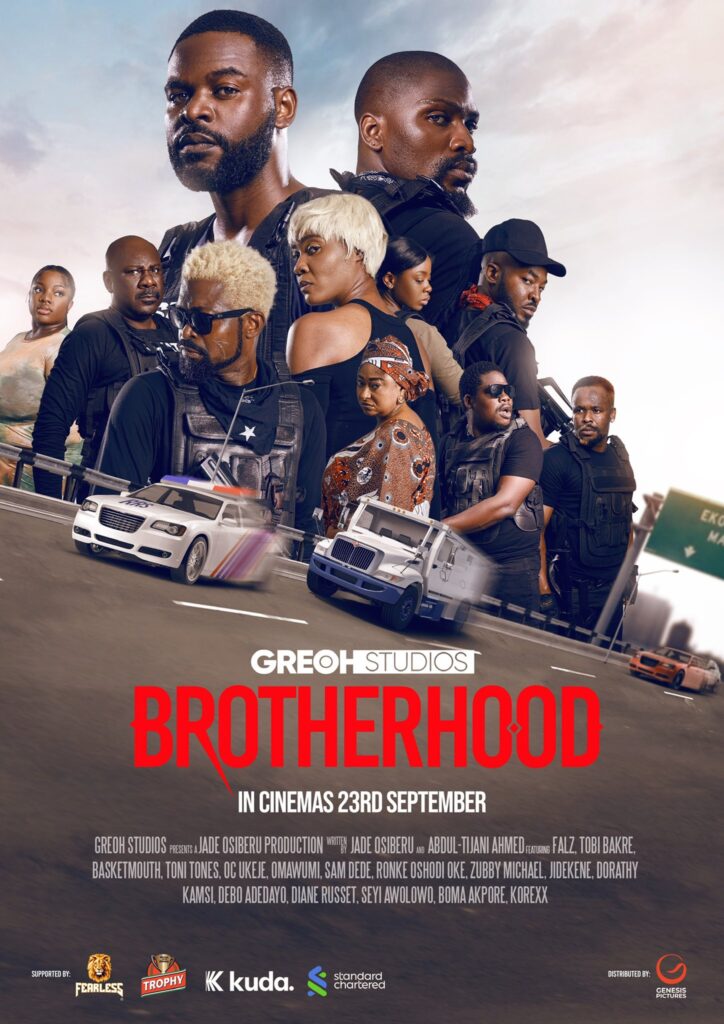 EK
MA
GREOH STUDIOS
BROTHERHOOD
IN CINEMAS 23RD SEPTEMBER
GREOH STUDIOS PRESENTS A JADE OSIBERU PRODUCTION WRITTEN BY JADE OSIBERU AND ABDUL-TIJANI AHMED FEATURING FALZ, TOBI BAKRE,
BASKETMOUTH, TONI TONES, OC UKEJE, OMAWUMI, SAM DEDE, RONKE OSHODI OKE, ZUBBY MICHAEL, JIDEKENE, DORATHY
KAMSI, DEBO ADEDAYO, DIANE RUSSET, SEYI AWOLOWO, BOMA AKPORE, KOREXX
SUPPORTED BY: FEARLESS TROPHY kuda. standard chartered DISTRIBUTED BY: GENESIS PICTURES